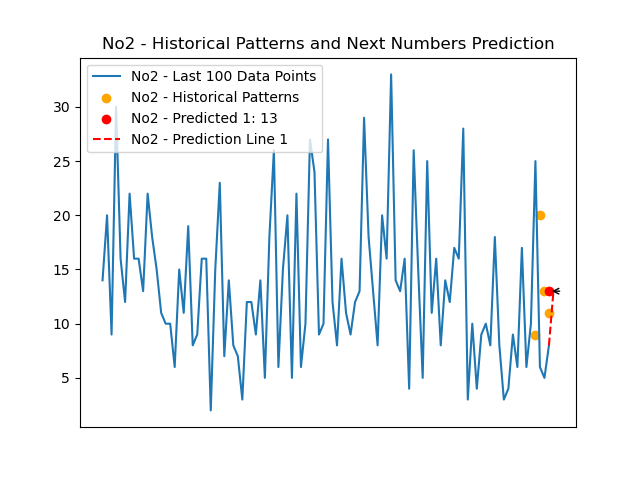 No2 - Historical Patterns and Next Numbers Prediction
No2 - Last 100 Data Points
No2 - Historical Patterns
No2 - Predicted 1: 13
No2 - Prediction Line 1
30
25
20
15
10
5